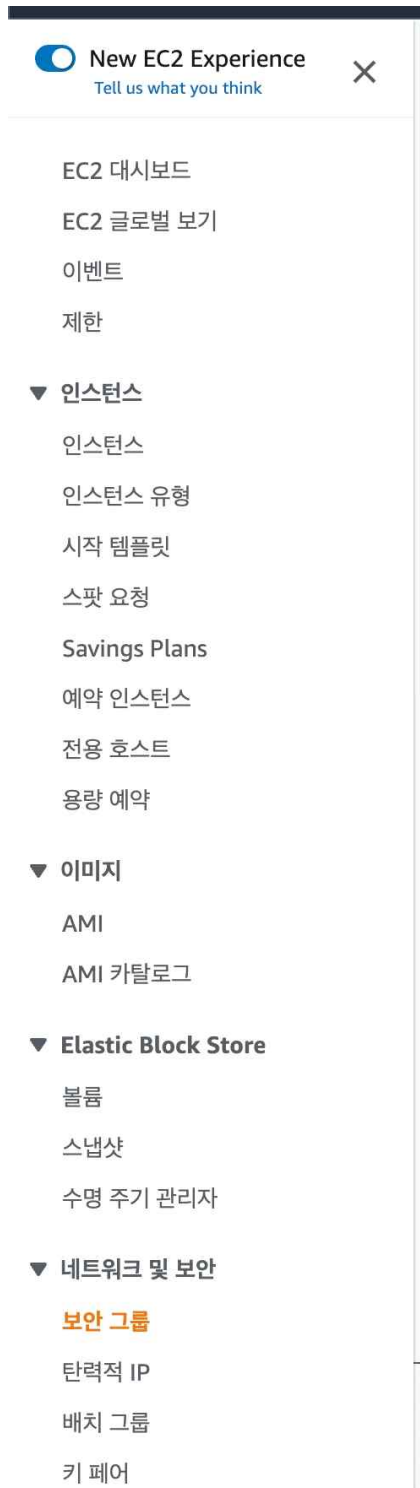 New EC2 Experience
Tell us what you think
EC2 대시보드
EC2 글로벌 보기
이벤트
제한
인스턴스
인스턴스
인스턴스 유형
시작 템플릿
스팟 요청
Savings Plans
예약 인스턴스
전용 호스트
용량 예약
이미지
AMI
AMI 카탈로그
Elastic Block Store
볼륨
스냅샷
수명 주기 관리자
네트워크 및 보안
보안 그룹
탄력적 IP
배치 그룹
키 페어